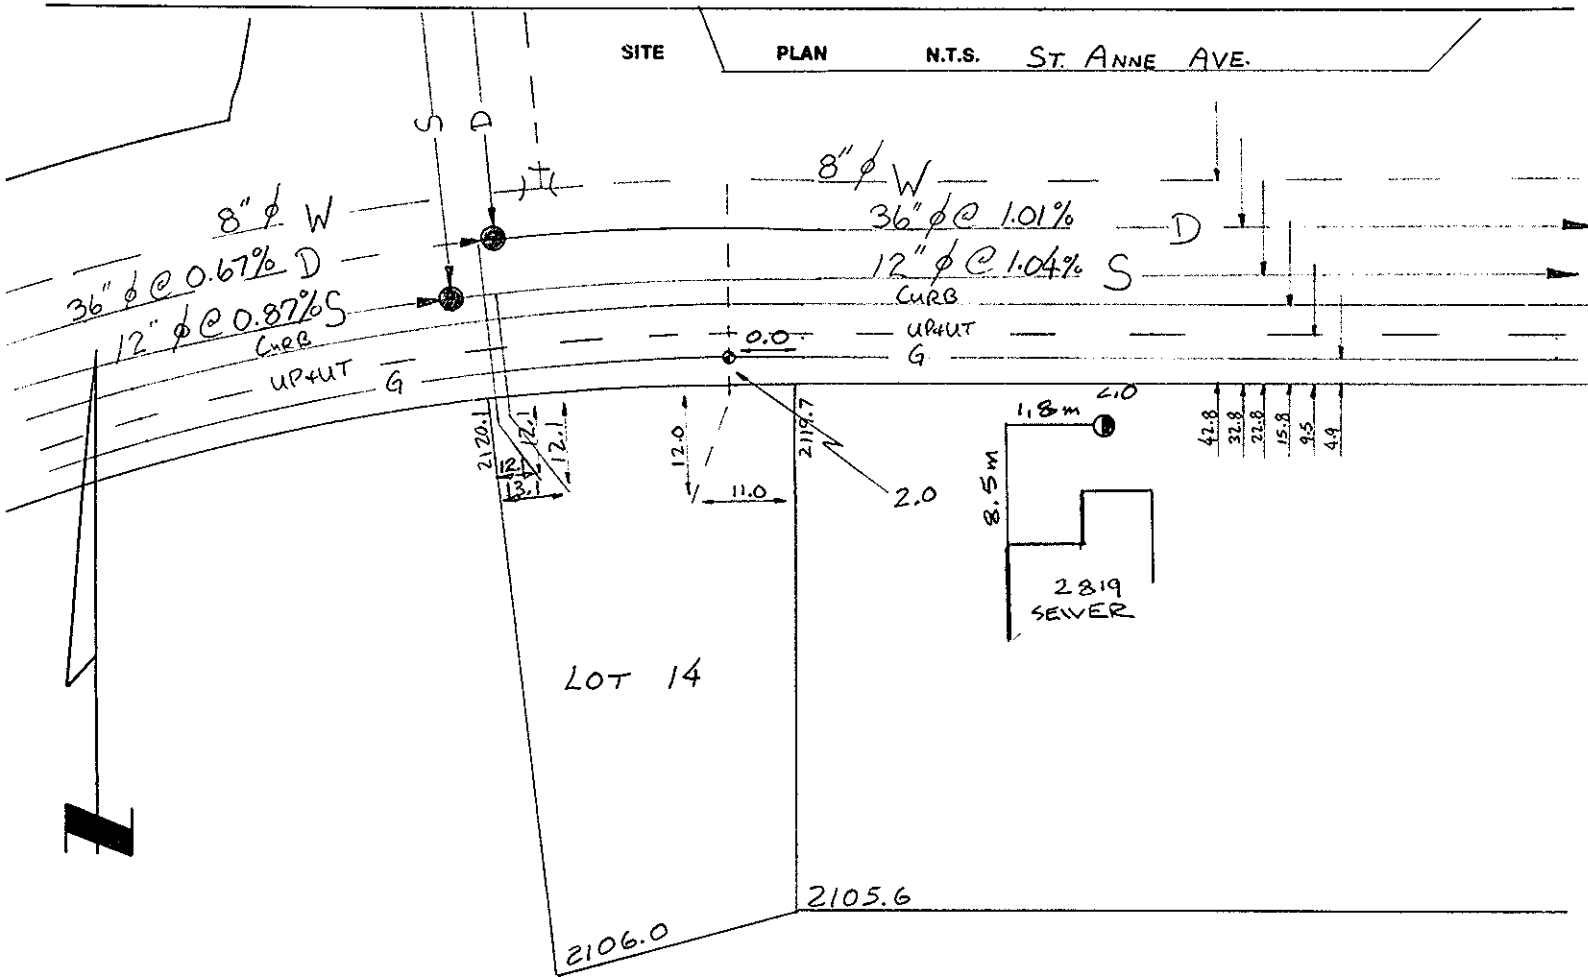 SITE PLAN N.T.S. ST. ANNE AVE.
S D
8" ϕ W
36" ϕ @ 0.67% D
12" ϕ @ 0.87% S
CURB
UP&UT
G
8" ϕ W
36" ϕ @ 1.01% D
12" ϕ @ 1.04% S
CURB
UP&UT
G
0.0
2120.1
12.1
12.1
12.1
13.1
12.0
11.0
2119.7
2.0
1.8m
2.0
8.5m
2819
SEWER
42.8
32.8
22.8
15.8
9.5
4.9
LOT 14
2105.6
2106.0
N